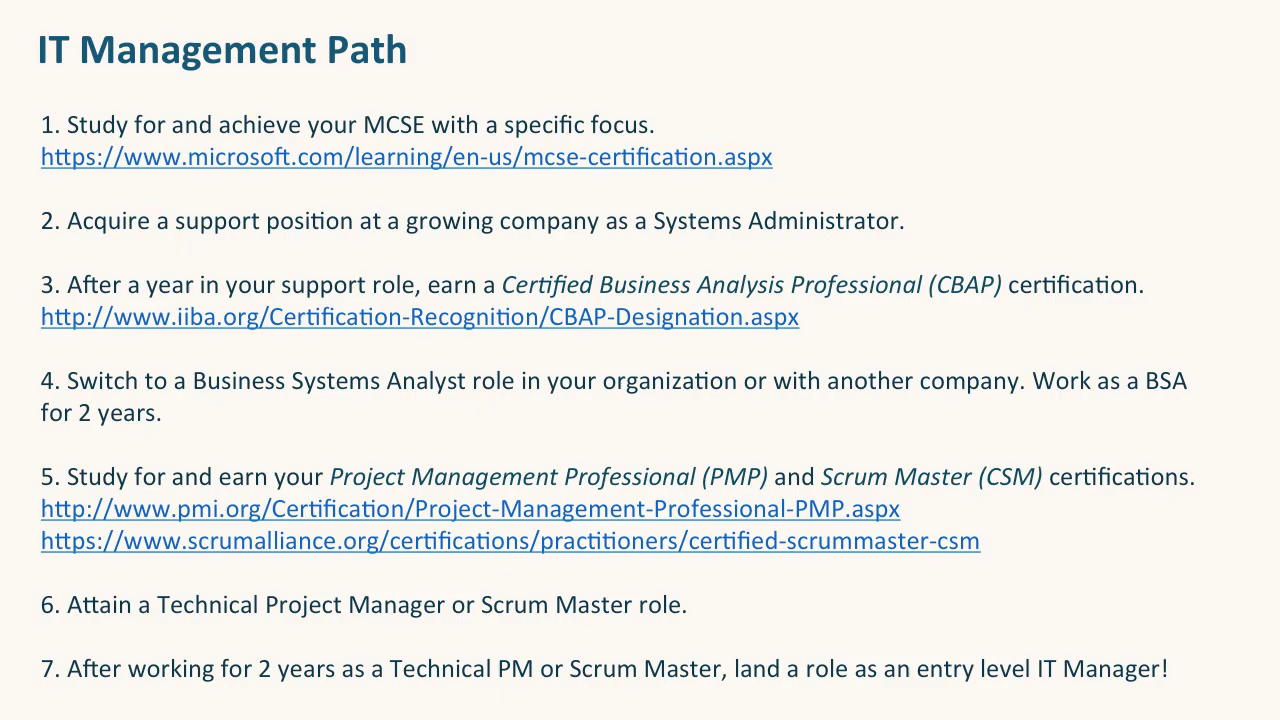 IT Management Path
1. Study for and achieve your MCSE with a specific focus.
https://www.microsoft.com/learning/en-us/mcse-certification.aspx
2. Acquire a support position at a growing company as a Systems Administrator.
3. After a year in your support role, earn a Certified Business Analysis Professional (CBAP) certification.
http://www.iiba.org/Certification-Recognition/CBAP-Designation.aspx
4. Switch to a Business Systems Analyst role in your organization or with another company. Work as a BSA
for 2 years.
5. Study for and earn your Project Management Professional (PMP) and Scrum Master (CSM) certifications.
http://www.pmi.org/Certification/Project-Management-Professional-PMP.aspx
https://www.scrumalliance.org/certifications/practitioners/certified-scrummaster-csm
6. Attain a Technical Project Manager or Scrum Master role.
7. After working for 2 years as a Technical PM or Scrum Master, land a role as an entry level IT Manager!